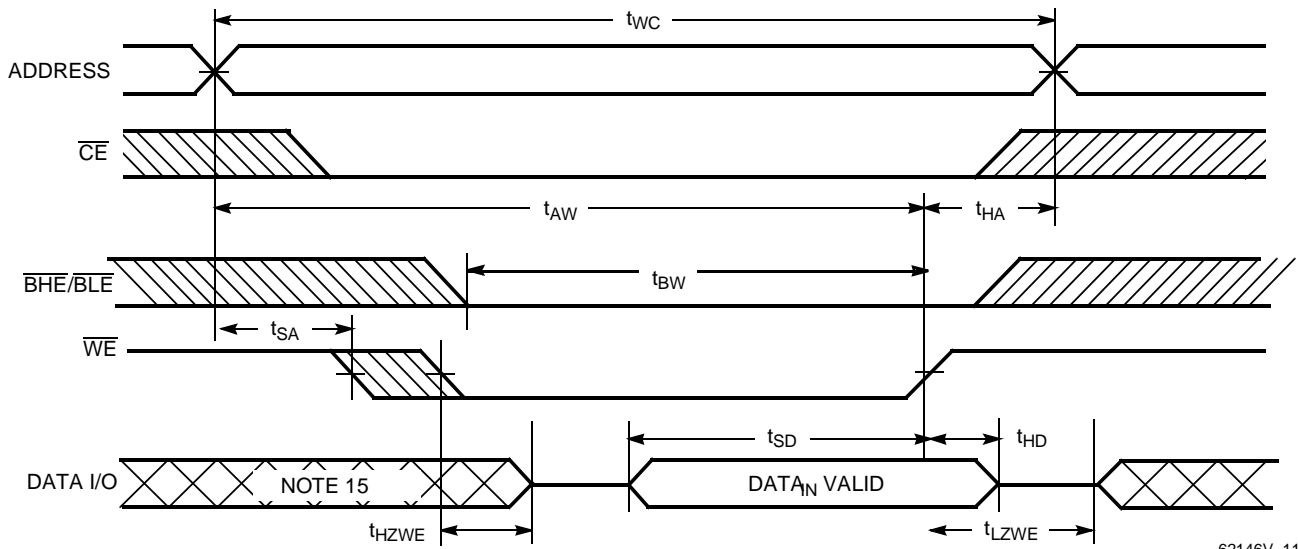 tWC
ADDRESS
CE
tAW
tHA
BHE/BLE
tBW
tSA
WE
tSD
tHD
DATA I/O
NOTE 15
DATAIN VALID
tHZWE
tLZWE